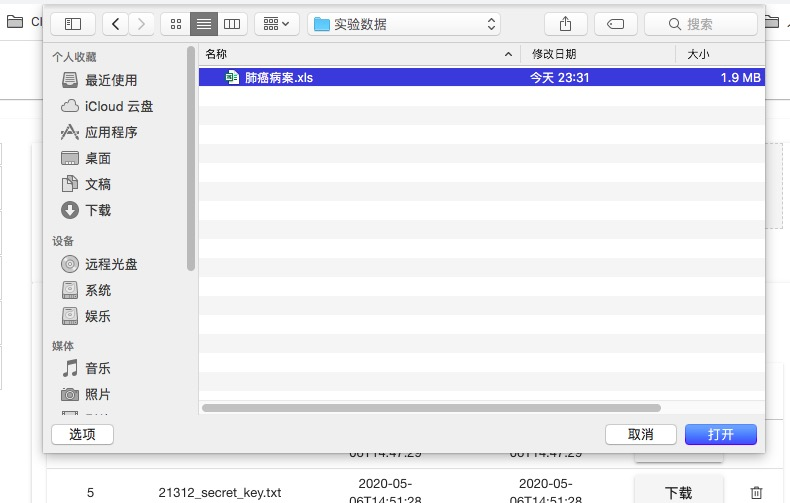 实验数据
搜索
个人收藏
最近使用
iCloud 云盘
应用程序
桌面
文稿
下载
设备
远程光盘
系统
娱乐
媒体
音乐
照片
名称 修改日期 大小
肺癌病案.xls 今天 23:31 1.9 MB
选项 取消 打开
06T14:47:29 06T14:47:29
5 21312_secret_key.txt 2020-05-06T14:51:28 2020-05-06T14:51:28 下载